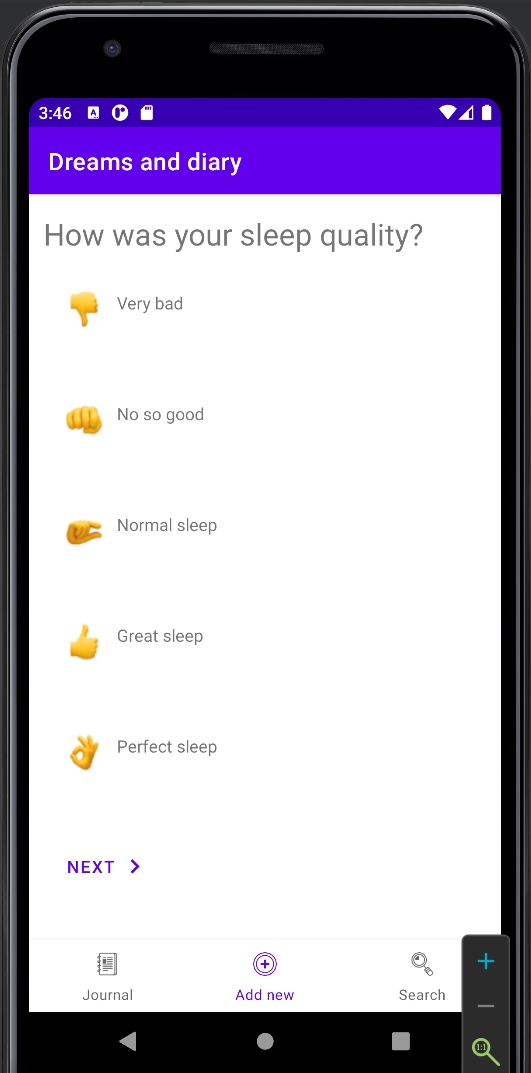 3:46
Dreams and diary
How was your sleep quality?
Very bad
No so good
Normal sleep
Great sleep
Perfect sleep
NEXT
Journal
Add new
Search
1:1